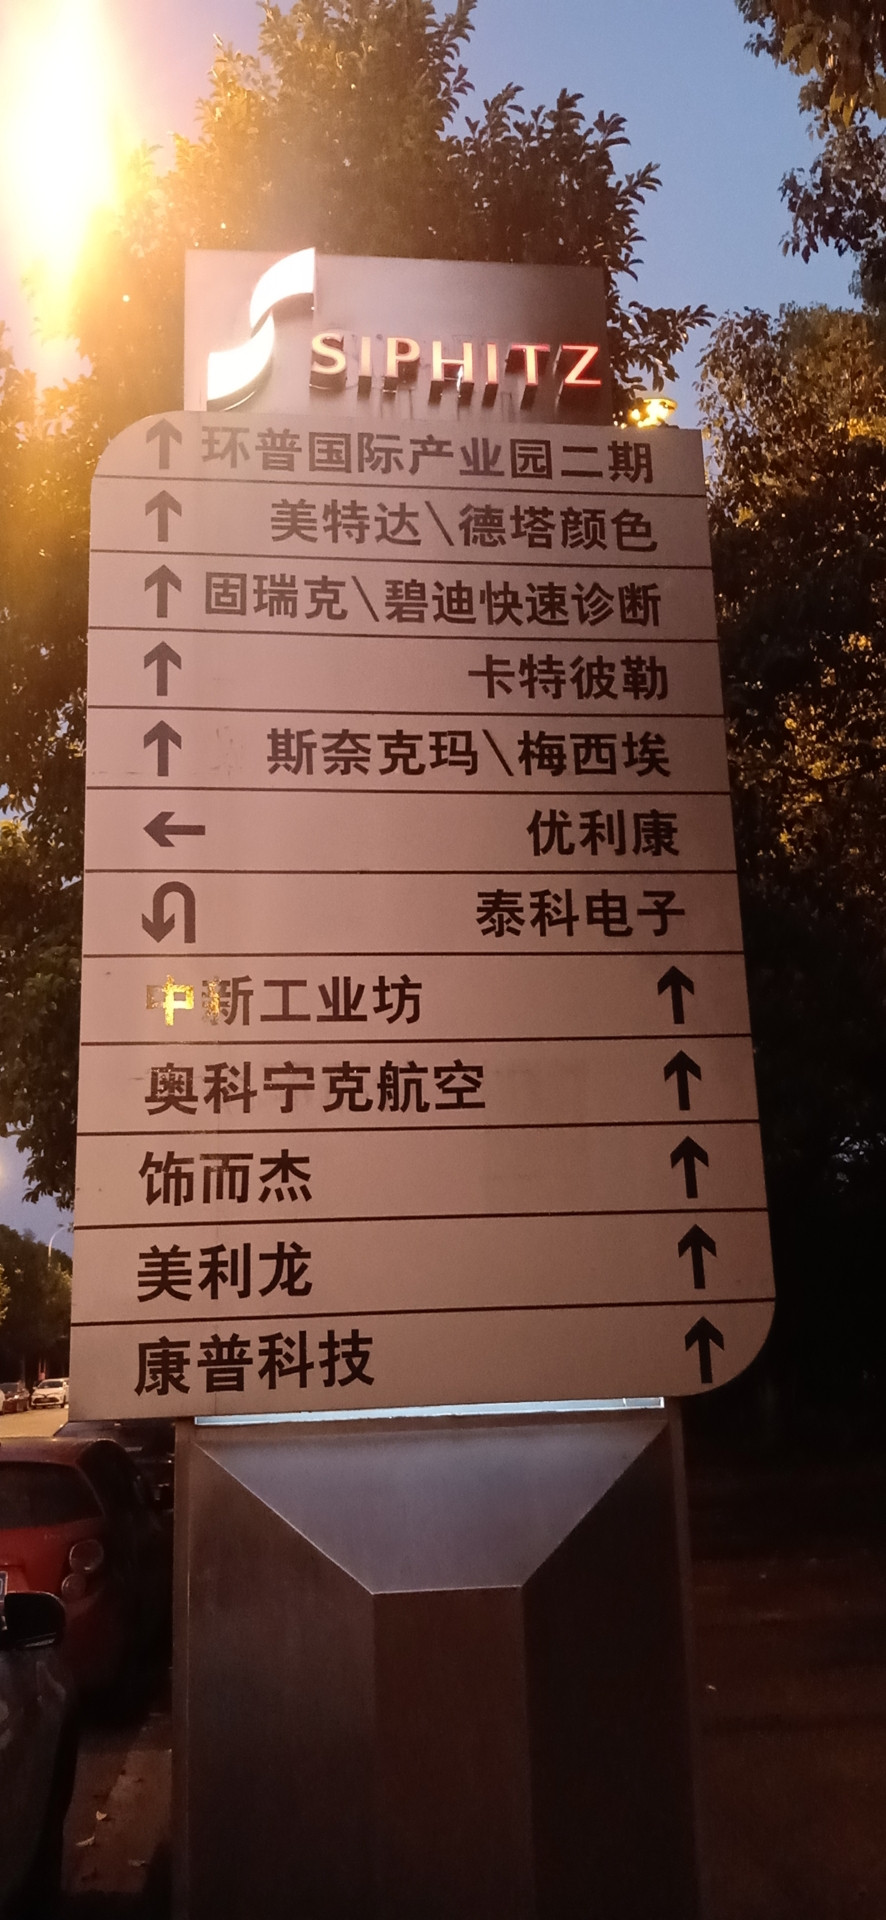 SIPHITZ
↑ 环普国际产业园二期
↑ 美特达\德塔颜色
↑ 固瑞克\碧迪快速诊断
↑ 卡特彼勒
↑ 斯奈克玛\梅西埃
← 优利康
泰科电子
中新工业坊 ↑
奥科宁克航空 ↑
饰而杰 ↑
美利龙 ↑
康普科技 ↑